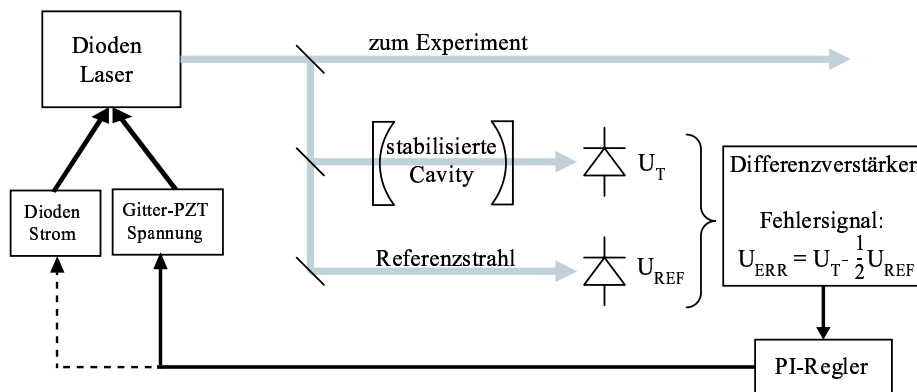 Dioden
Laser
zum Experiment
stabilisierte
Cavity
U_T
Differenzverstärker
Fehlersignal:
U_ERR = U_T - 1/2 U_REF
Dioden
Strom
Gitter-PZT
Spannung
Referenzstrahl
U_REF
PI-Regler